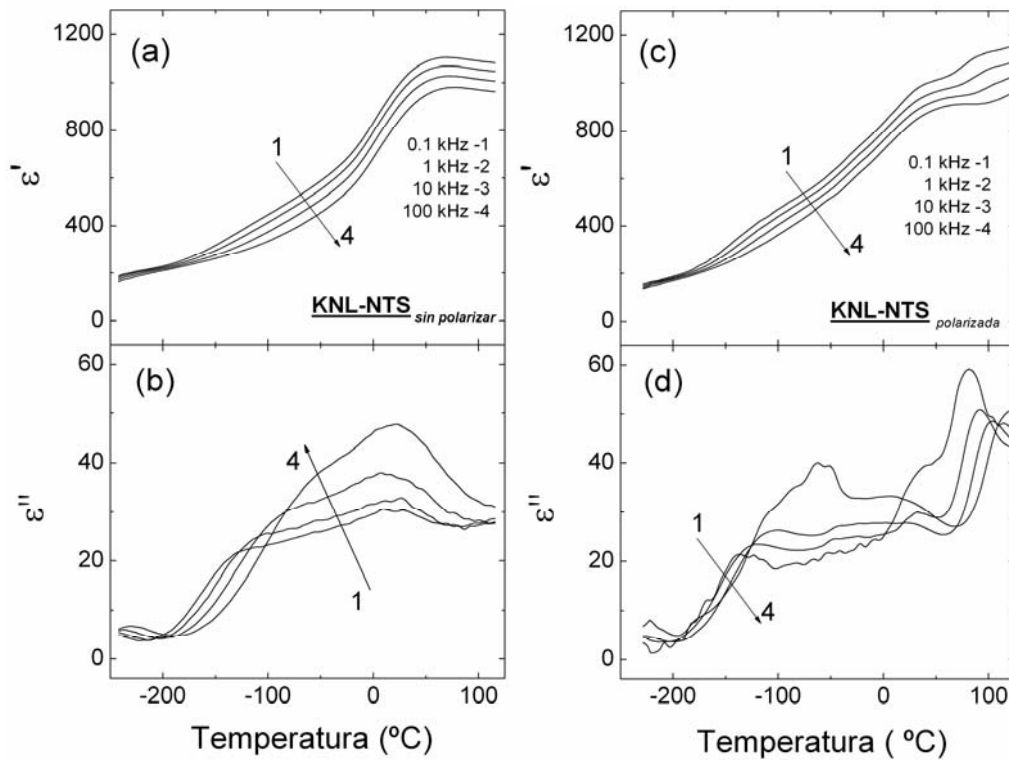 (a)
1200
800
400
0
ε'
1
4
0.1 kHz -1
1 kHz -2
10 kHz -3
100 kHz -4
KNL-NTS sin polarizar
(b)
60
40
20
0
ε"
4
1
-200
-100
0
100
Temperatura (ºC)
(c)
1200
800
400
0
ε'
1
4
0.1 kHz -1
1 kHz -2
10 kHz -3
100 kHz -4
KNL-NTS polarizada
(d)
60
40
20
0
ε"
1
4
-200
-100
0
100
Temperatura ( ºC)